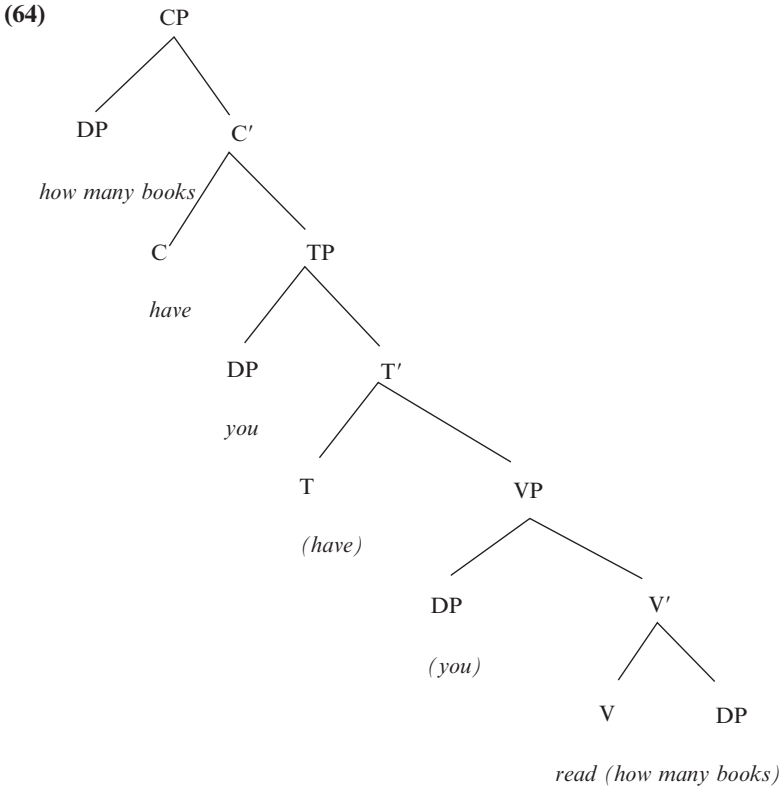 (64) CP
DP C′
how many books
C TP
have
DP T′
you
T VP
(have)
DP V′
(you)
V DP
read (how many books)